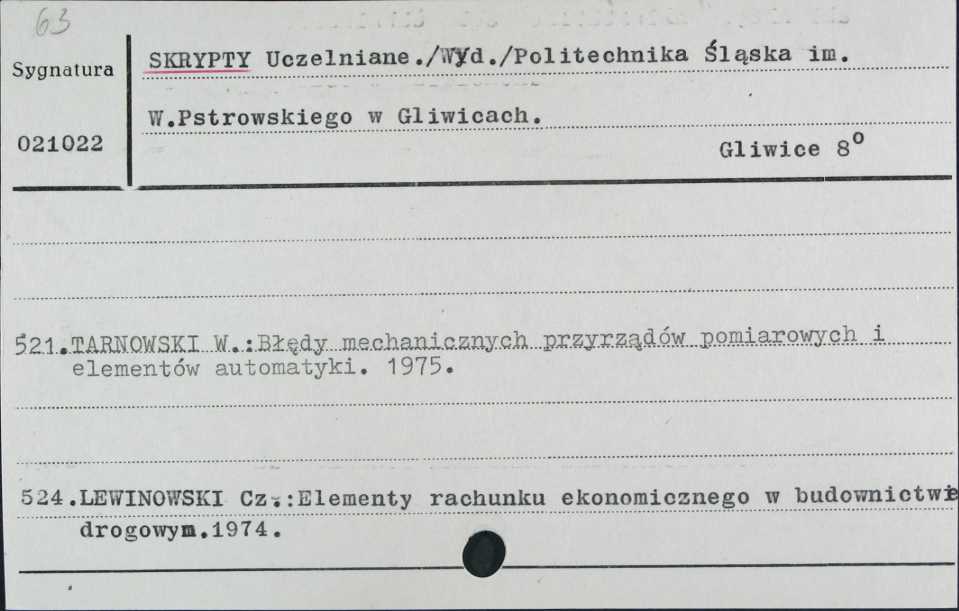 63
Sygnatura
SKRYPTY Uczelniane./Wyd./Politechnika Śląska im.
W.Pstrowskiego w Gliwicach.
021022
Gliwice 8°
521.TARNOWSKI W.:Błędy mechanicznych przyrządów pomiarowych i
elementów automatyki. 1975.
524.LEWINOWSKI Cz.:Elementy rachunku ekonomicznego w budownictwie
drogowym.1974.